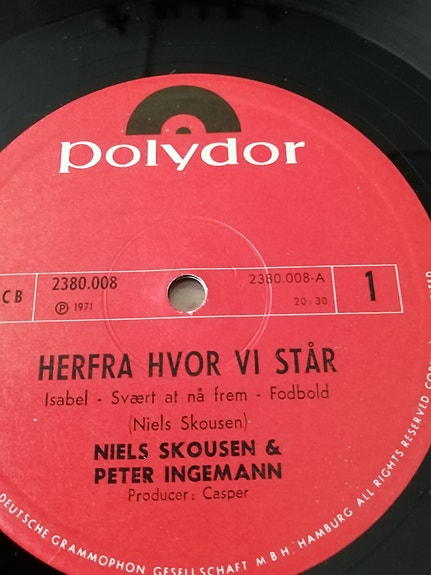 polydor
CB 2380.008 2380.008-A 1
Ⓟ 1971 20:30
HERFRA HVOR VI STÅR
Isabel - Svært at nå frem - Fodbold
(Niels Skousen)
NIELS SKOUSEN &
PETER INGEMANN
Producer: Casper
DEUTSCHE GRAMMOPHON GESELLSCHAFT M.B.H. HAMBURG ALL RIGHTS RESERVED